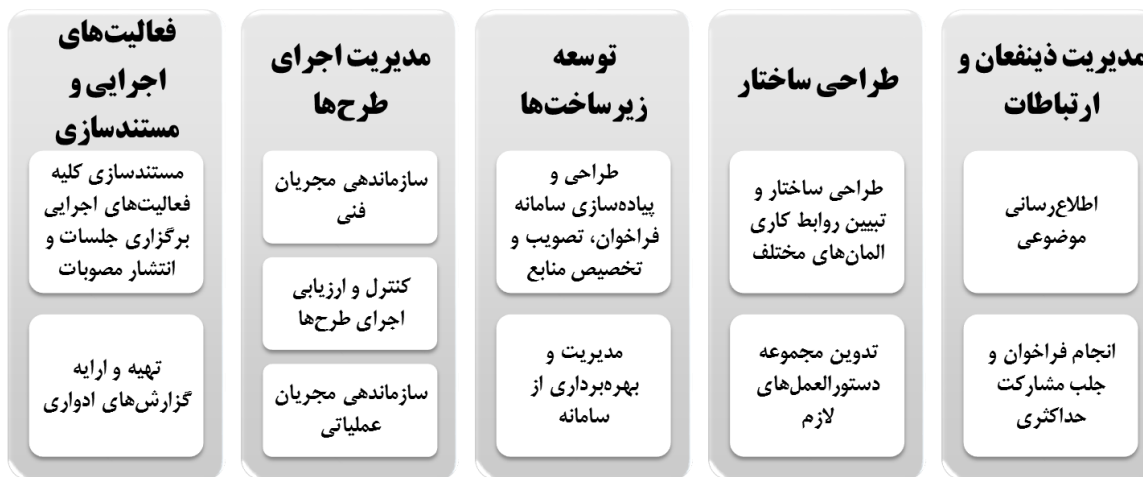 مدیریت ذینفعان و
ارتباطات
اطلاع‌رسانی
موضوعی
انجام فراخوان و
جلب مشارکت
حداکثری
طراحی ساختار
طراحی ساختار و
تبیین روابط کاری
المان‌های مختلف
تدوین مجموعه
دستورالعمل‌های
لازم
توسعه
زیرساخت‌ها
طراحی و
پیاده‌سازی سامانه
فراخوان، تصویب و
تخصیص منابع
مدیریت و
بهره‌برداری از
سامانه
مدیریت اجرای
طرح‌ها
سازماندهی مجریان
فنی
کنترل و ارزیابی
اجرای طرح‌ها
سازماندهی مجریان
عملیاتی
فعالیت‌های
اجرایی و
مستندسازی
مستندسازی کلیه
فعالیت‌های اجرایی
برگزاری جلسات و
انتشار مصوبات
تهیه و ارایه
گزارش‌های ادواری